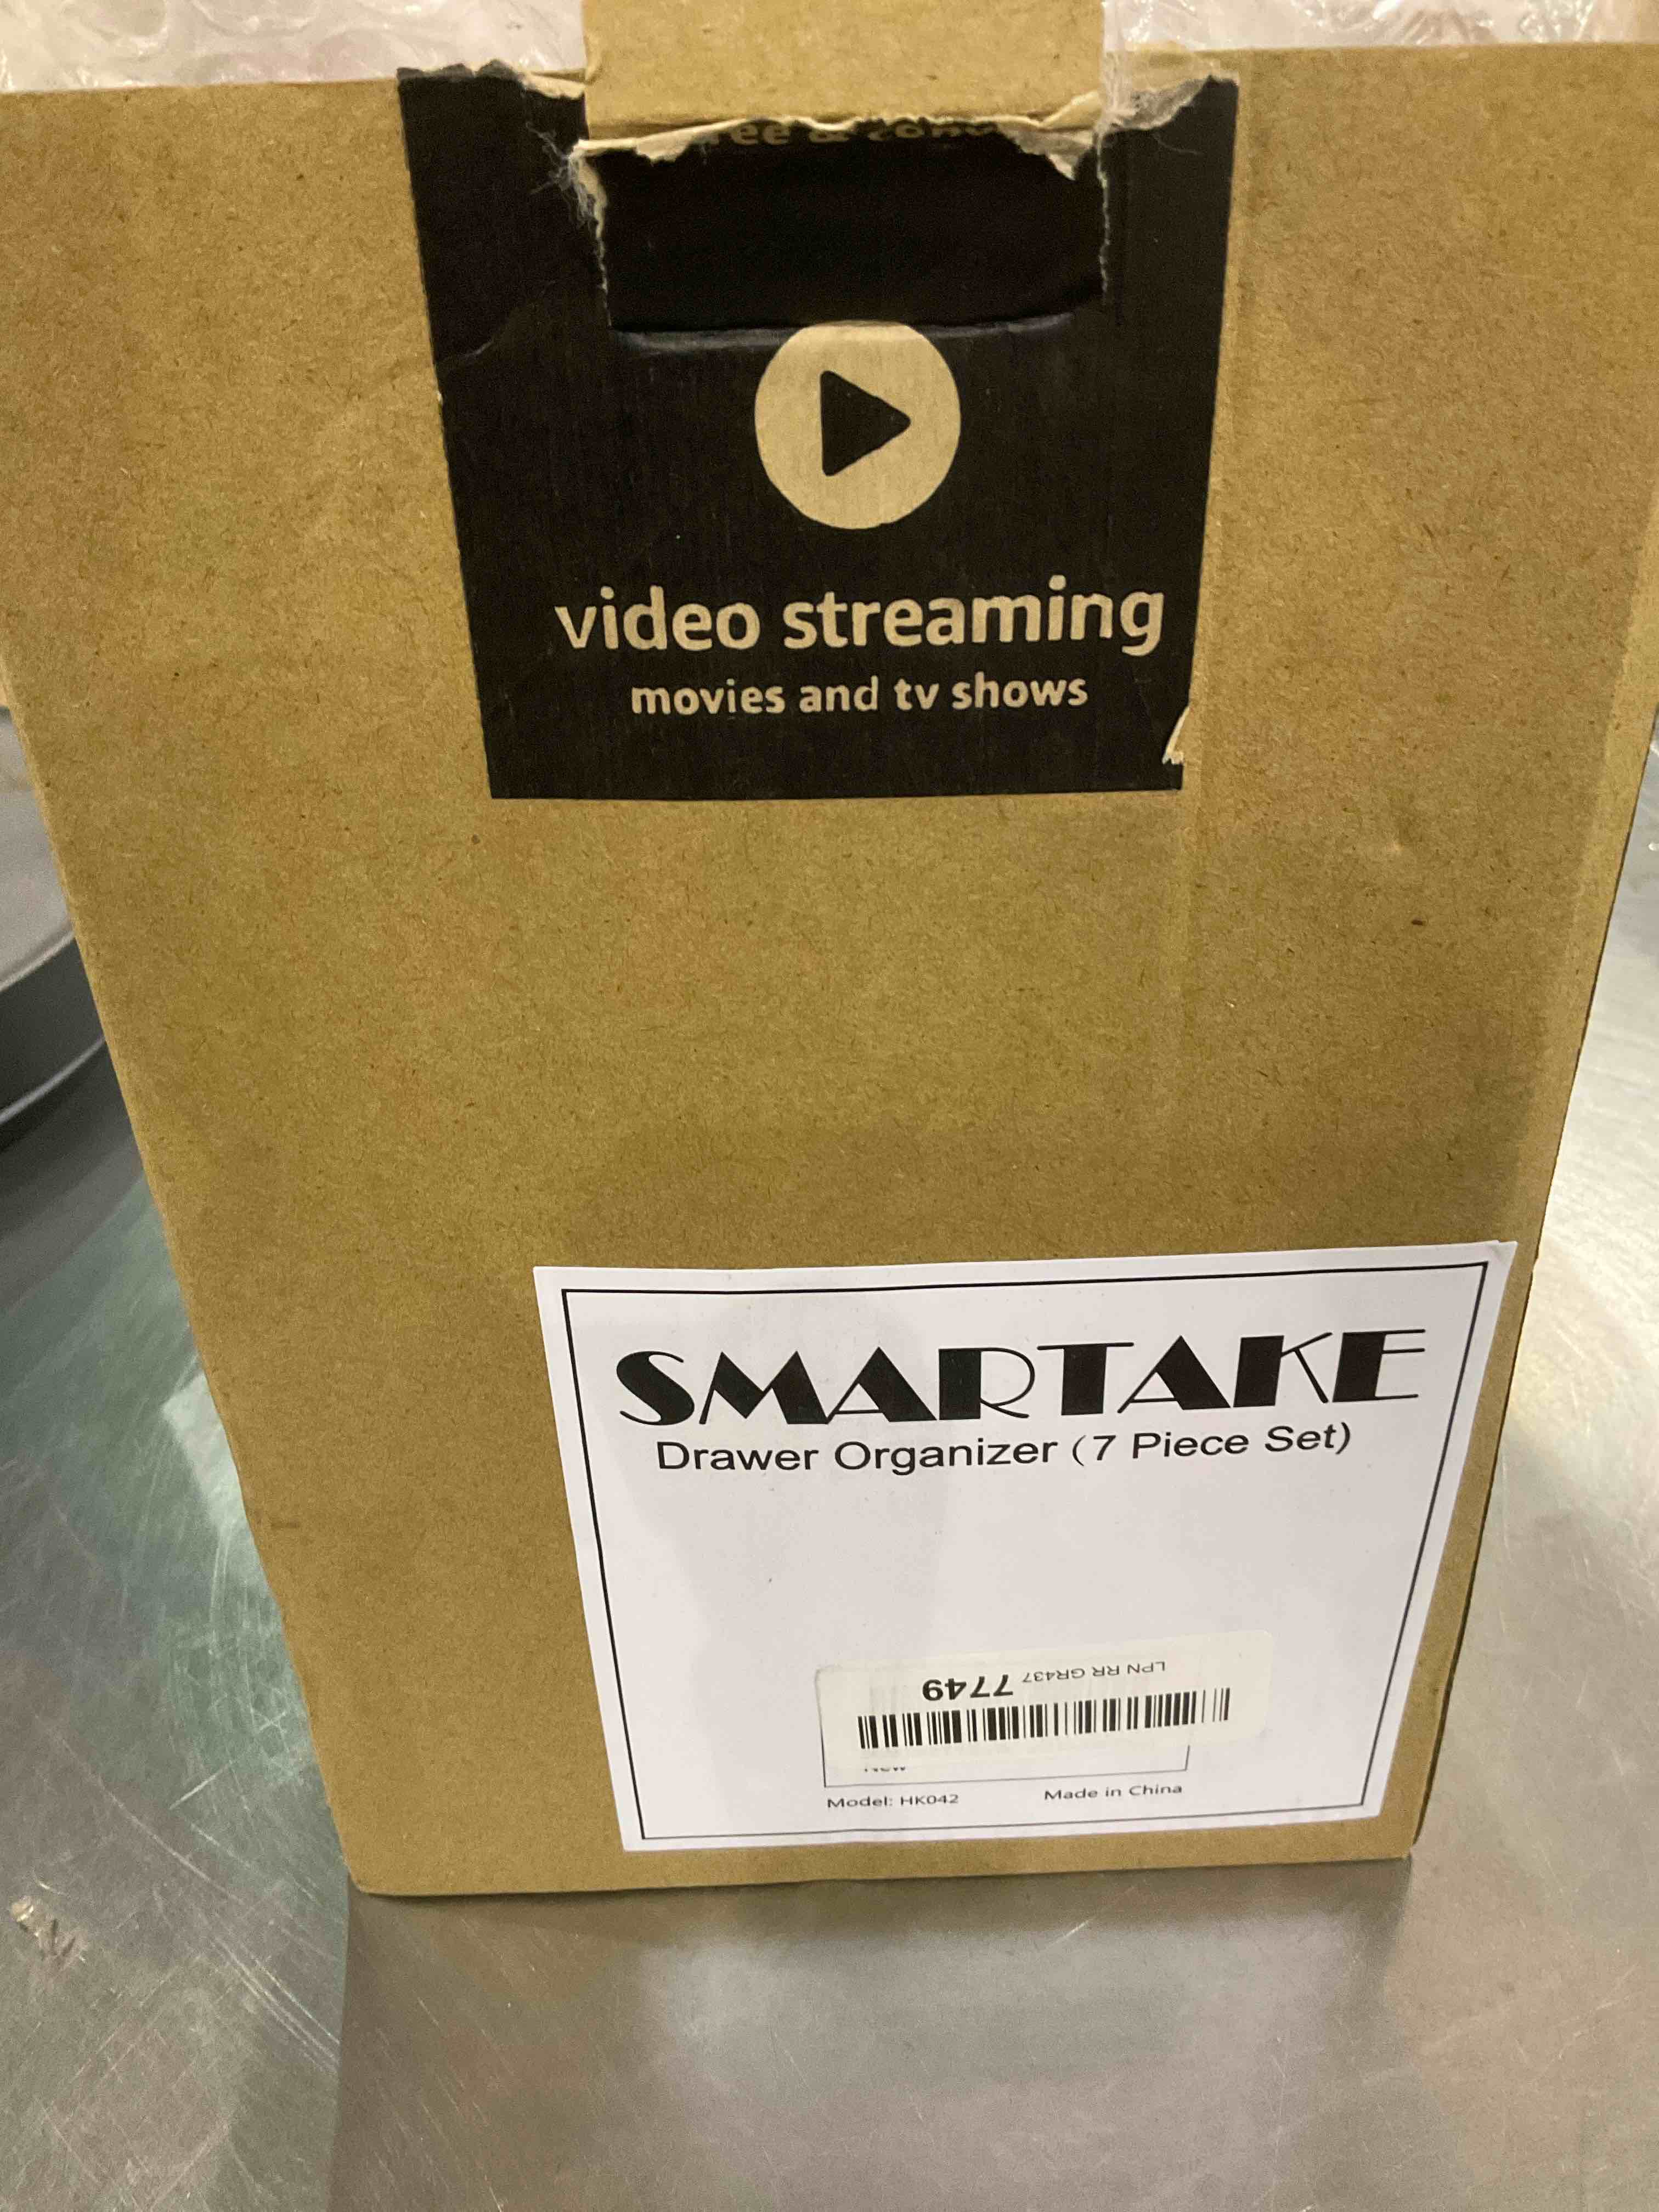 video streaming
movies and tv shows
SMARTAKE
Drawer Organizer (7 Piece Set)
LPN RR GR437 7749
Model: HK042 Made in China